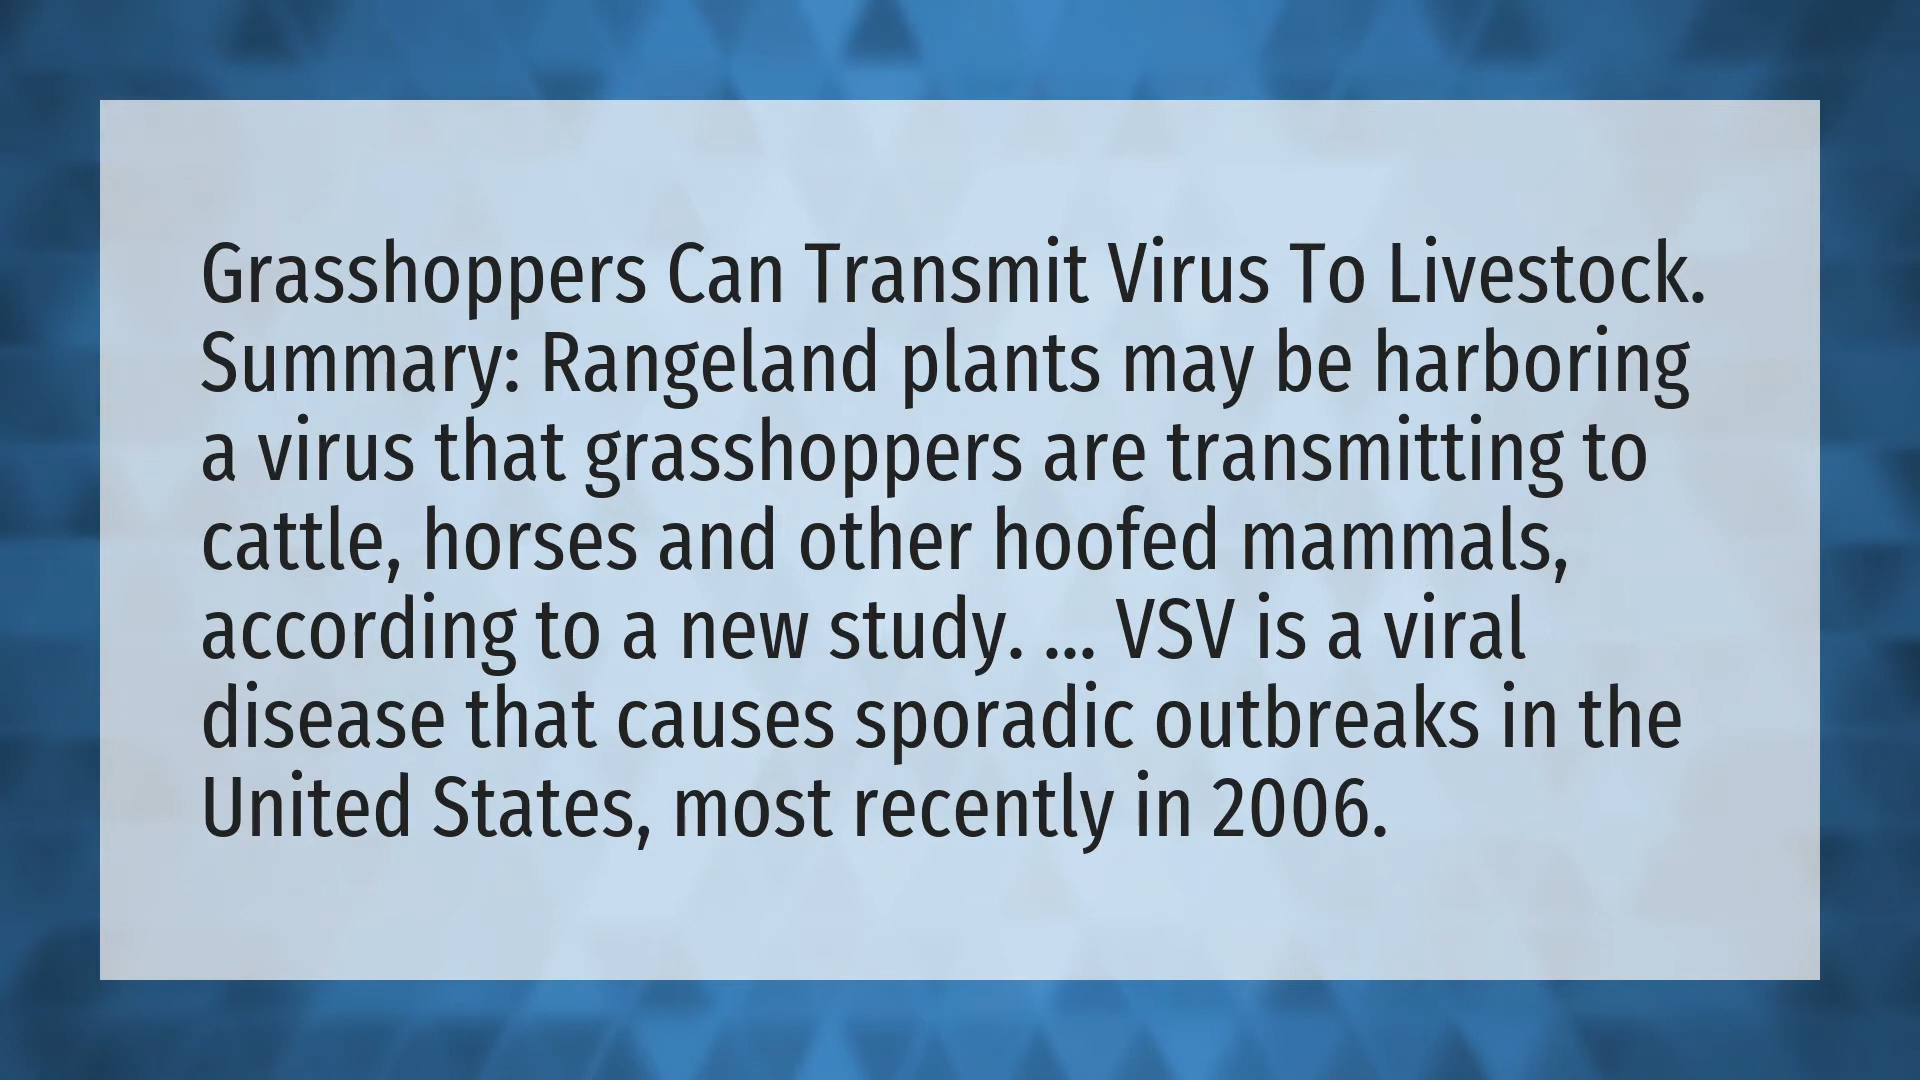 Grasshoppers Can Transmit Virus To Livestock.
Summary: Rangeland plants may be harboring
a virus that grasshoppers are transmitting to
cattle, horses and other hoofed mammals,
according to a new study. ... VSV is a viral
disease that causes sporadic outbreaks in the
United States, most recently in 2006.